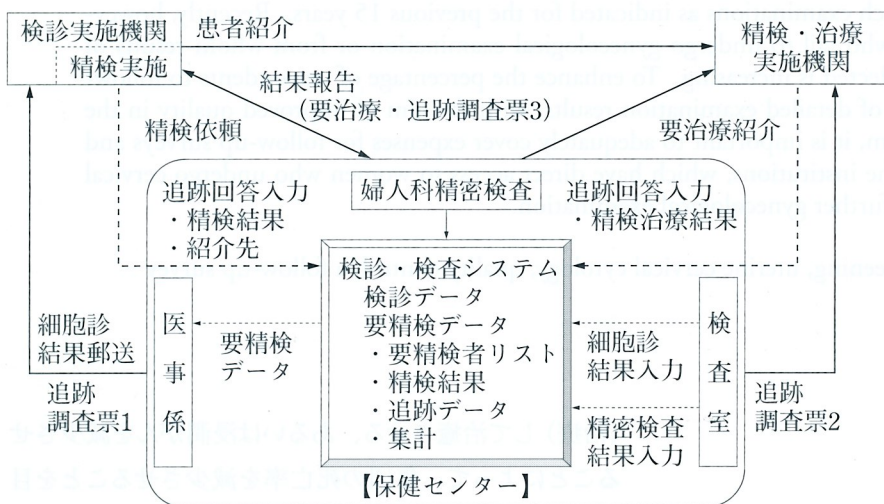 検診実施機関
精検実施
患者紹介
精検・治療
実施機関
結果報告
(要治療・追跡調査票3)
精検依頼
要治療紹介
追跡回答入力
・精検結果
・紹介先
婦人科精密検査
追跡回答入力
・精検治療結果
検診・検査システム
検診データ
要精検データ
・要精検者リスト
・精検結果
・追跡データ
集計
医事係
要精検
データ
細胞診
結果郵送
追跡
調査票1
細胞診
結果入力
精密検査
結果入力
検査室
追跡
調査票2
【保健センター】